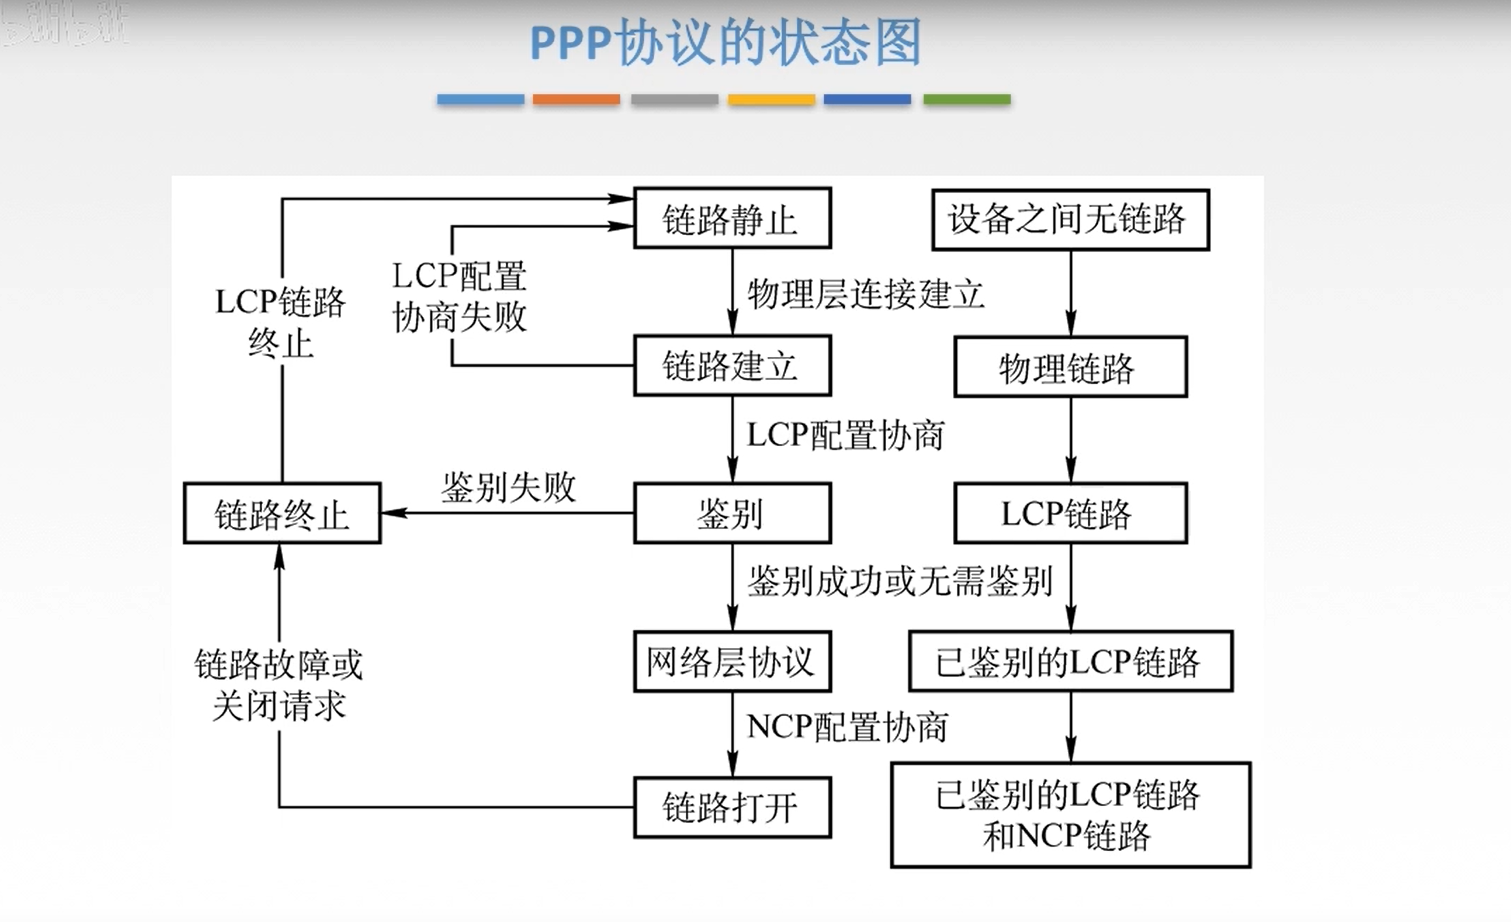 bilibili
PPP协议的状态图
链路静止
设备之间无链路
LCP配置
协商失败
LCP链路
终止
物理层连接建立
链路建立
物理链路
LCP配置协商
鉴别失败
链路终止
鉴别
LCP链路
鉴别成功或无需鉴别
链路故障或
关闭请求
网络层协议
已鉴别的LCP链路
NCP配置协商
链路打开
已鉴别的LCP链路
和NCP链路